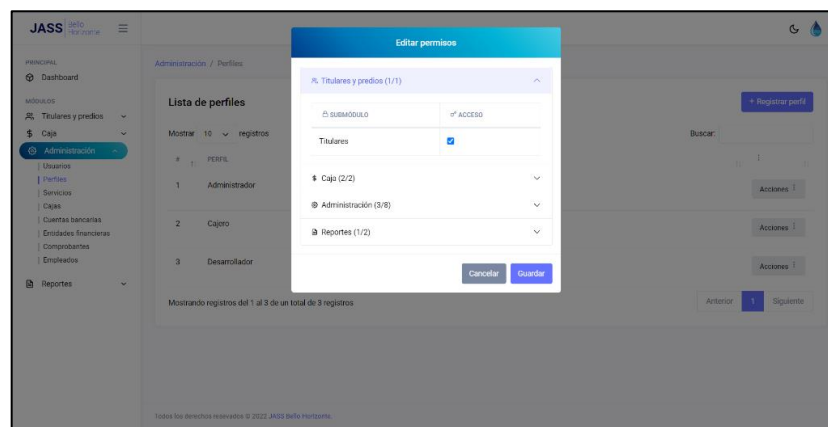 JASS Bello Horizonte
Editar permisos
PRINCIPAL
Dashboard
MÓDULOS
Titulares y predios
Caja
Administración
Usuarios
Perfiles
Servicios
Cajas
Cuentas bancarias
Entidades financieras
Comprobantes
Empleados
Reportes
Administración / Perfiles
Lista de perfiles
+ Registrar perfil
Mostrar 10 registros
Buscar:
# PERFIL
1 Administrador Acciones
2 Cajero Acciones
3 Desarrollador Acciones
Mostrando registros del 1 al 3 de un total de 3 registros
Anterior 1 Siguiente
Titulares y predios (1/1)
SUBMÓDULO ACCESO
Titulares
$ Caja (2/2)
Administración (3/8)
Reportes (1/2)
Cancelar Guardar
Todos los derechos reservados © 2022 JASS Bello Horizonte.